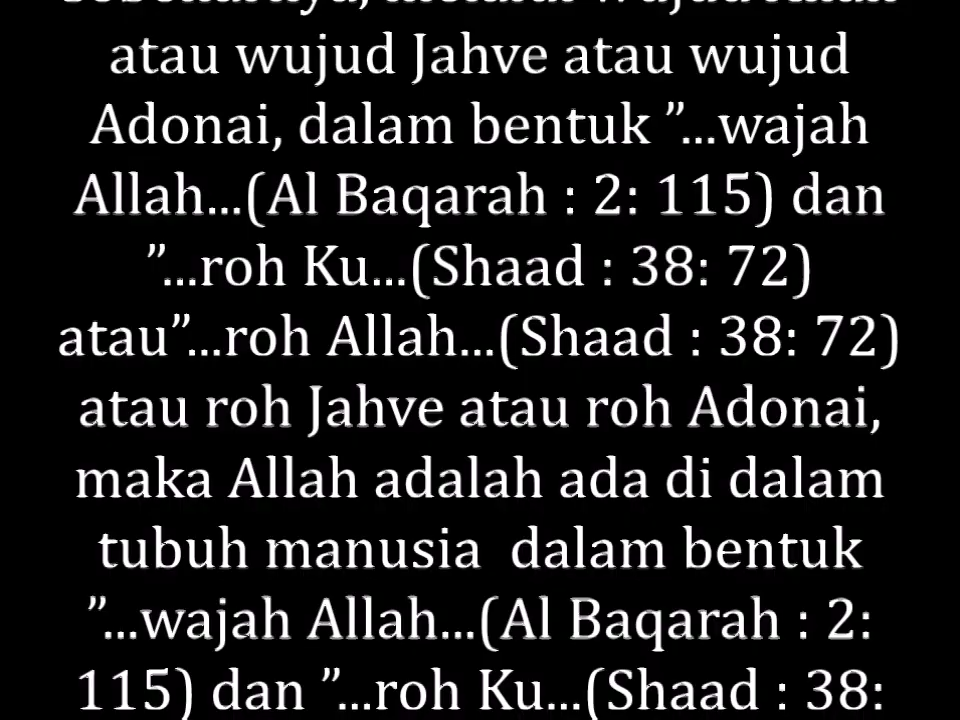 atau wujud Jahve atau wujud
Adonai, dalam bentuk ”...wajah
Allah...(Al Baqarah : 2: 115) dan
”...roh Ku...(Shaad : 38: 72)
atau”...roh Allah...(Shaad : 38: 72)
atau roh Jahve atau roh Adonai,
maka Allah adalah ada di dalam
tubuh manusia  dalam bentuk
”...wajah Allah...(Al Baqarah : 2:
115) dan ”...roh Ku...(Shaad : 38: